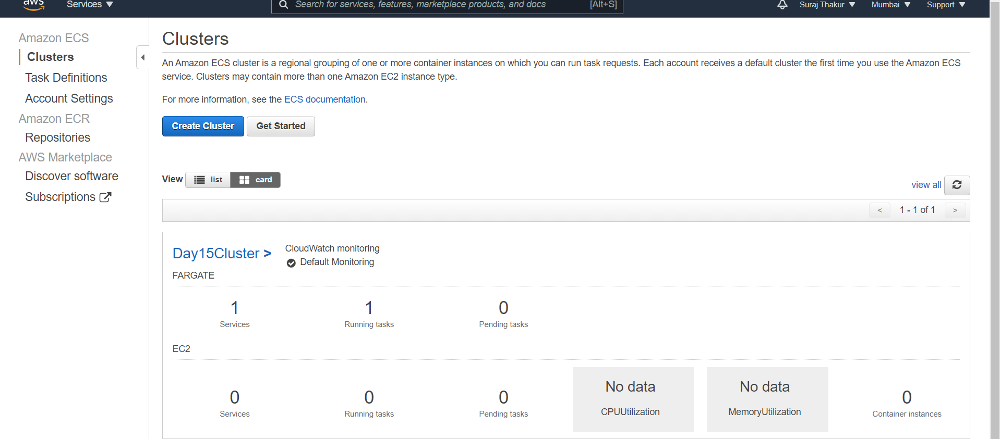 aws
Services
Search for services, features, marketplace products, and docs
[Alt+S]
Suraj Thakur
Mumbai
Support
Amazon ECS
Clusters
Task Definitions
Account Settings
Amazon ECR
Repositories
AWS Marketplace
Discover software
Subscriptions
Clusters
An Amazon ECS cluster is a regional grouping of one or more container instances on which you can run task requests. Each account receives a default cluster the first time you use the Amazon ECS
service. Clusters may contain more than one Amazon EC2 instance type.
For more information, see the ECS documentation.
Create Cluster
Get Started
View
list
card
view all
< 1 - 1 of 1 >
Day15Cluster >
CloudWatch monitoring
Default Monitoring
FARGATE
1 1 0
Services Running tasks Pending tasks
EC2
No data No data
0 0 0 0
CPUUtilization MemoryUtilization
Services Running tasks Pending tasks Container instances